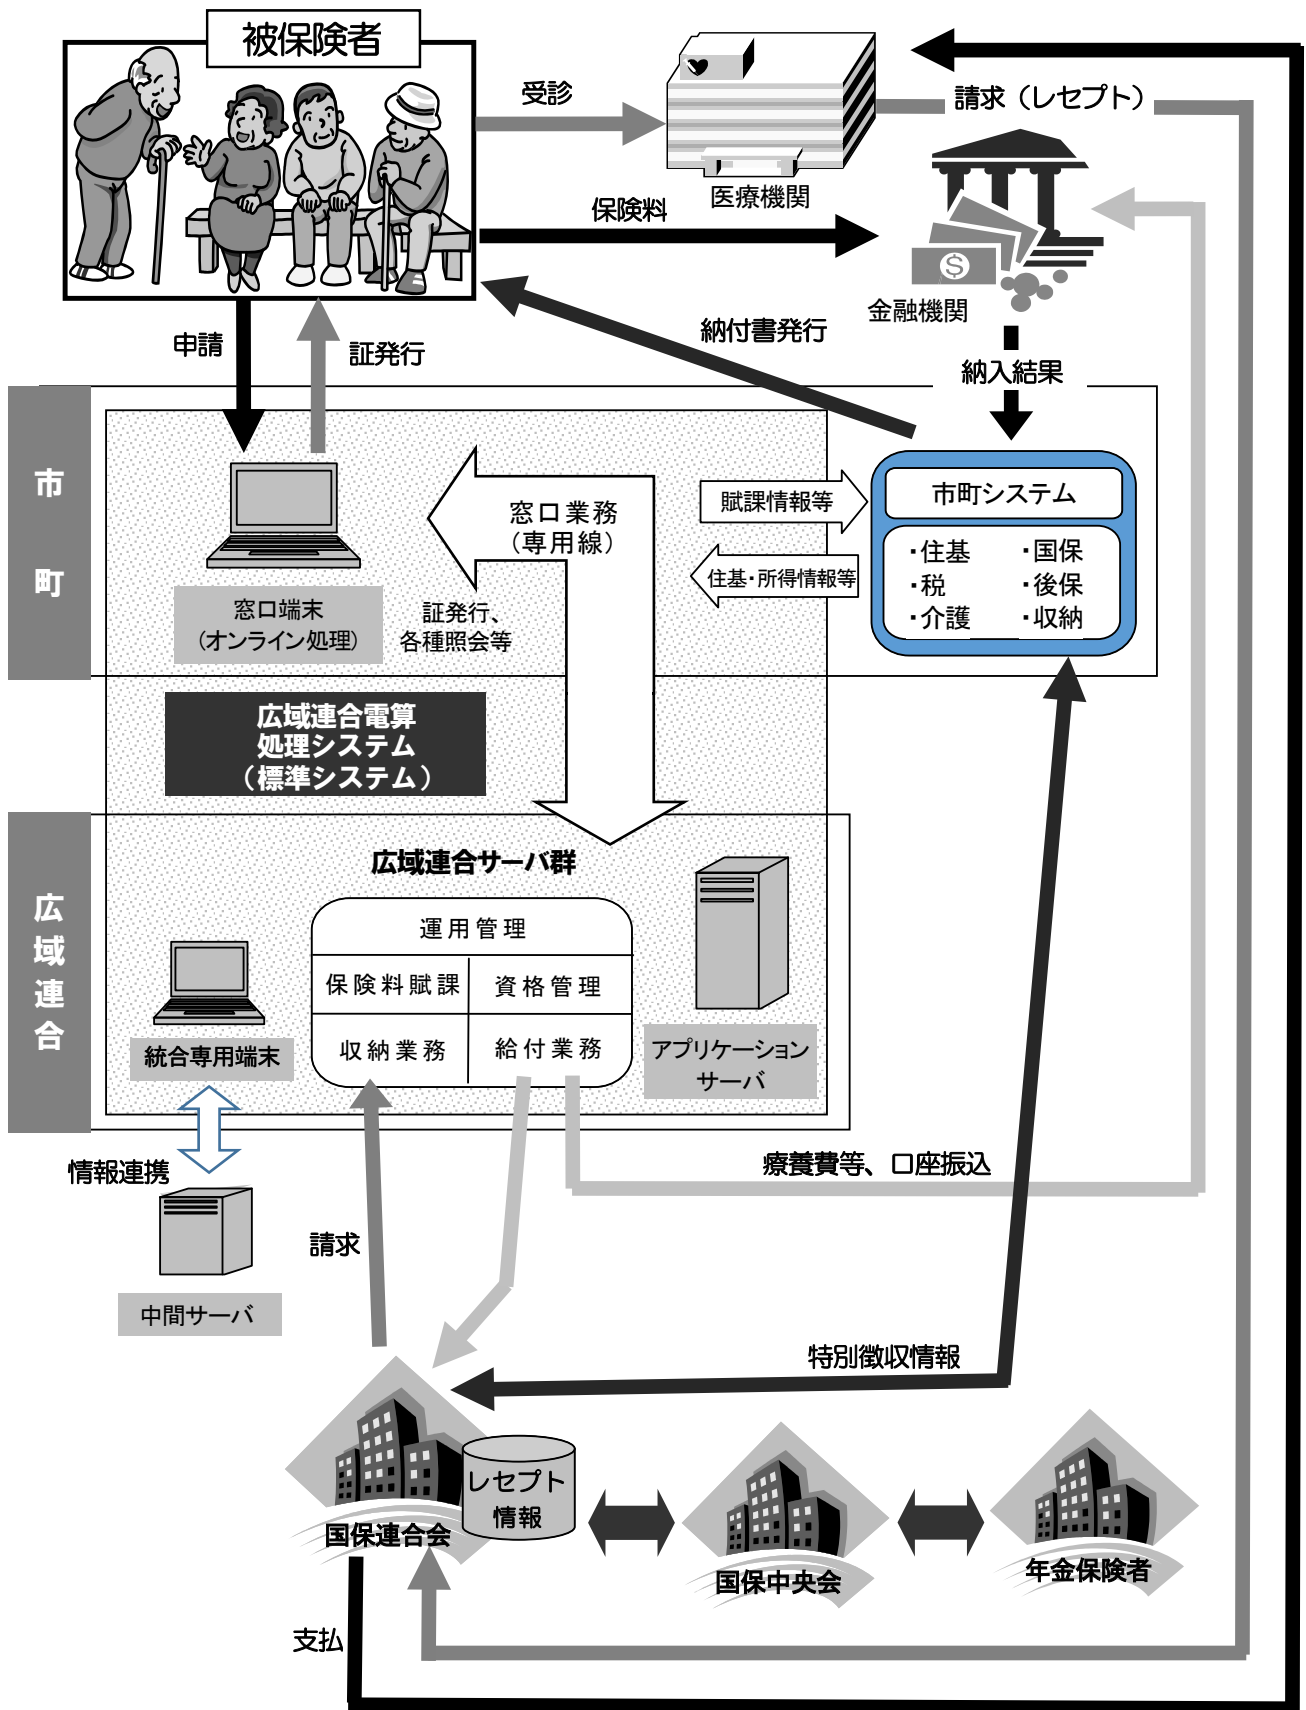 被保険者
受診
請求（レセプト）
医療機関
保険料
金融機関
申請
証発行
納付書発行
納入結果
市町
窓口業務
（専用線）
賦課情報等
住基・所得情報等
市町システム
・住基
・国保
・税
・後保
・介護
・収納
窓口端末
(オンライン処理)
証発行、
各種照会等
広域連合電算
処理システム
（標準システム）
広域連合
広域連合サーバ群
運用管理
保険料賦課
資格管理
収納業務
給付業務
統合専用端末
アプリケーション
サーバ
情報連携
療養費等、口座振込
請求
中間サーバ
特別徴収情報
レセプト
情報
国保連合会
国保中央会
年金保険者
支払